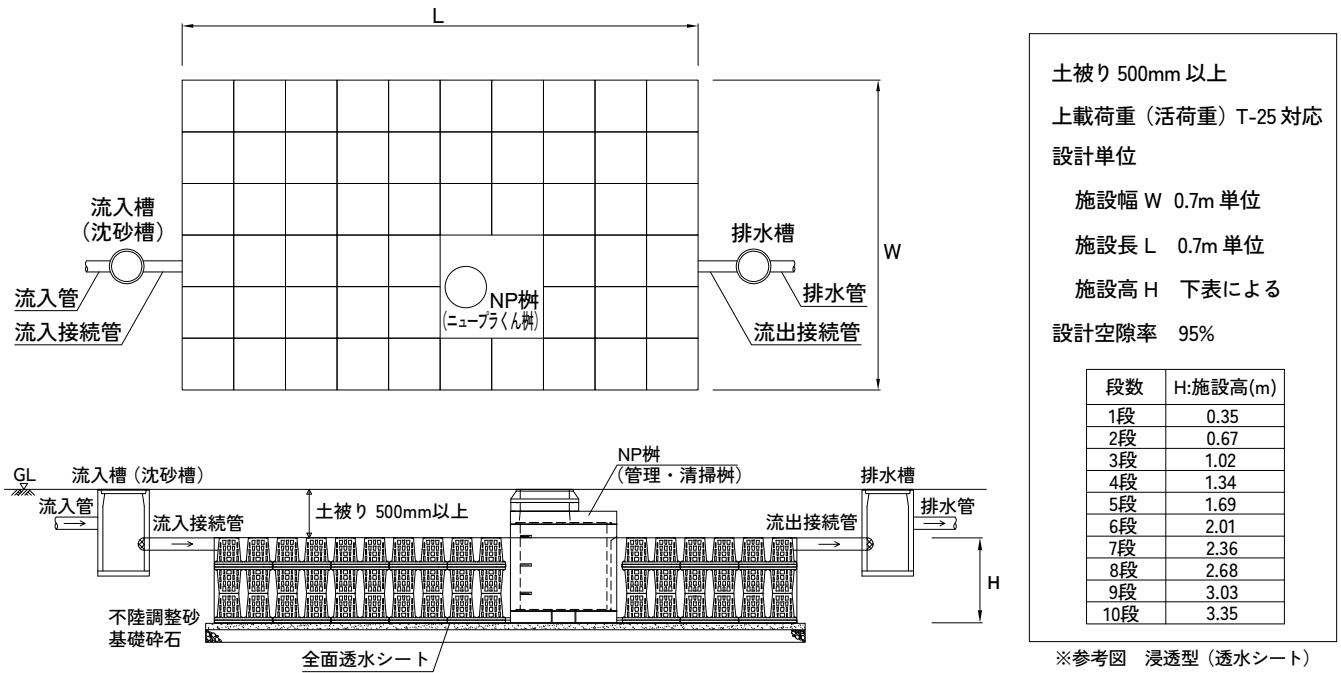 L
W
流入槽
（沈砂槽）
流入管
流入接続管
NP桝
(ニュープラくん桝)
排水槽
排水管
流出接続管
土被り 500mm 以上
上載荷重（活荷重）T-25 対応
設計単位
施設幅 W 0.7m 単位
施設長 L 0.7m 単位
施設高 H 下表による
設計空隙率 95%
段数 H:施設高(m)
1段 0.35
2段 0.67
3段 1.02
4段 1.34
5段 1.69
6段 2.01
7段 2.36
8段 2.68
9段 3.03
10段 3.35
※参考図 浸透型（透水シート）
GL
流入槽（沈砂槽）
流入管
流入接続管
土被り 500mm以上
NP桝
（管理・清掃桝）
流出接続管
排水槽
排水管
H
不陸調整砂
基礎砕石
全面透水シート